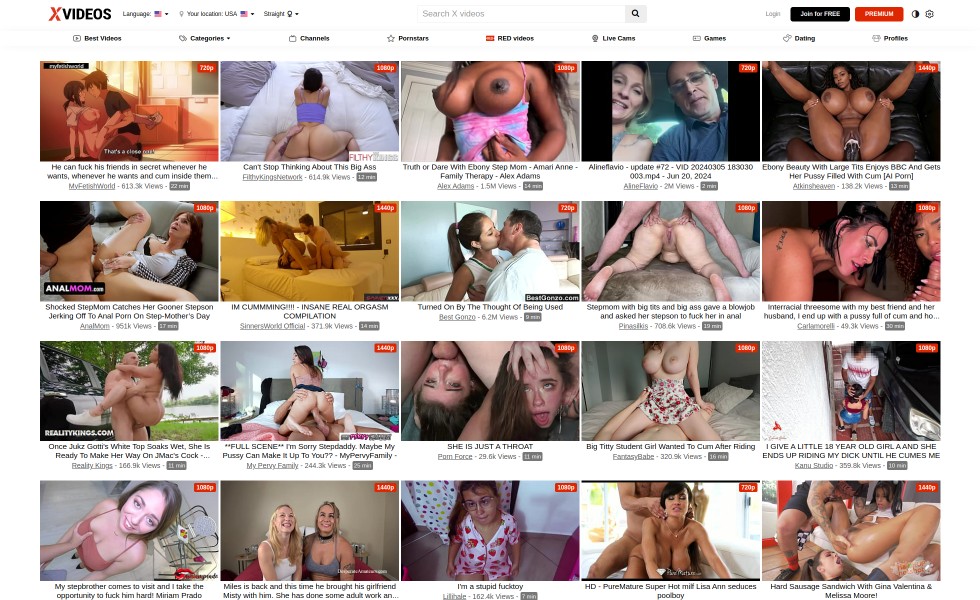 XVIDEOS
Language:
Your location: USA
Straight
Search X videos
Login
Join for FREE
PREMIUM
Best Videos
Categories
Channels
Pornstars
RED videos
Live Cams
Games
Dating
Profiles
myfetishworld
720p
1080p
1080p
720p
1440p
That's a close one!
He can fuck his friends in secret whenever he
wants, whenever he wants and cum inside them...
MyFetishWorld - 613.3k Views - 22 min
Can't Stop Thinking About This Big Ass
FilthyKingsNetwork - 614.9k Views - 12 min
Truth or Dare With Ebony Step Mom - Amari Anne -
Family Therapy - Alex Adams
Alex Adams - 1.5M Views - 14 min
Alineflavio - update #72 - VID 20240305 183030
003.mp4 - Jun 20, 2024
AlineFlavio - 2M Views - 2 min
Ebony Beauty With Large Tits Enjoys BBC And Gets
Her Pussy Filled With Cum [Ai Porn]
Atkinsheaven - 138.2k Views - 13 min
1080p
1440p
720p
1080p
1080p
ANALMOM.com
BestGonzo.com
Shocked StepMom Catches Her Gooner Stepson
Jerking Off To Anal Porn On Step-Mother's Day
AnalMom - 951k Views - 17 min
IM CUMMMING!!!! - INSANE REAL ORGASM
COMPILATION
SinnersWorld Official - 371.9k Views - 14 min
Turned On By The Thought Of Being Used
Best Gonzo - 6.2M Views - 9 min
Stepmom with big tits and big ass gave a blowjob
and asked her stepson to fuck her in anal
Pinasilkis - 708.6k Views - 19 min
Interracial threesome with my best friend and her
husband, I end up with a pussy full of cum and ho...
Carlamorelli - 49.3k Views - 30 min
1080p
1440p
1080p
1080p
1080p
REALITYKINGS.COM
Once Jukz Gotti's White Top Soaks Wet, She Is
Ready To Make Her Way On JMac's Cock -...
Reality Kings - 166.9k Views - 11 min
**FULL SCENE** I'm Sorry Stepdaddy. Maybe My
Pussy Can Make It Up To You?? - MyPervyFamily -
My Pervy Family - 244.3k Views - 25 min
SHE IS JUST A THROAT
Porn Force - 29.6k Views - 11 min
Big Titty Student Girl Wanted To Cum After Riding
FantasyBabe - 320.9k Views - 16 min
I GIVE A LITTLE 18 YEAR OLD GIRL A AND SHE
ENDS UP RIDING MY DICK UNTIL HE CUMES ME
Kanu Studio - 359.8k Views - 10 min
1080p
1440p
1080p
720p
1440p
PureMature
My stepbrother comes to visit and I take the
opportunity to fuck him hard! Miriam Prado
Miles is back and this time he brought his girlfriend
Misty with him. She has done some adult work an...
I'm a stupid fucktoy
Lilihale - 162.4k Views - 7 min
HD - PureMature Super Hot milf Lisa Ann seduces
poolboy
Hard Sausage Sandwich With Gina Valentina &
Melissa Moore!